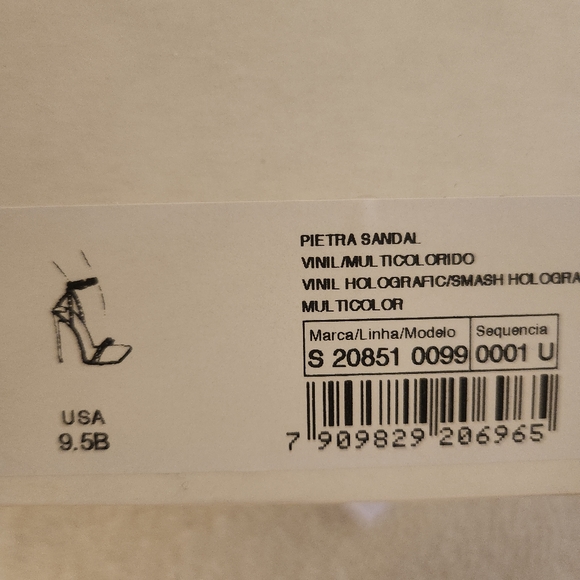 PIETRA SANDAL
VINIL/MULTICOLORIDO
VINIL HOLOGRAFIC/SMASH HOLOGRA
MULTICOLOR
Marca/Linha/Modelo Sequencia
S 20851 0099 0001 U
7 909829 206965
USA
9.5B